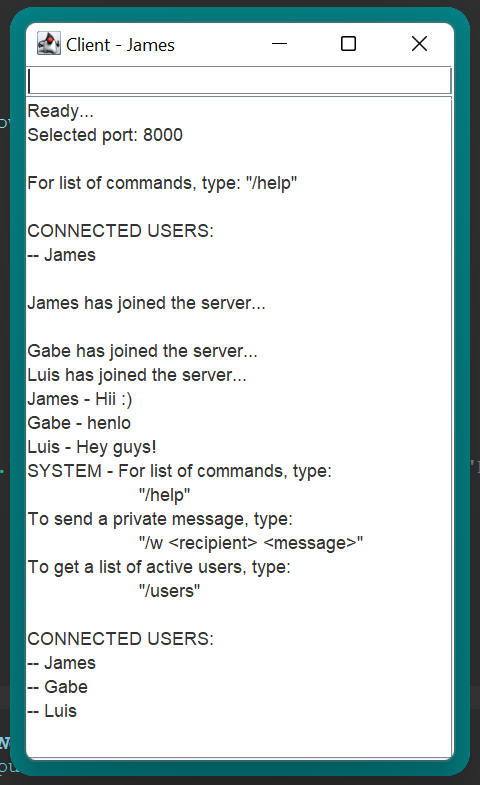 Client - James
Ready...
Selected port: 8000
For list of commands, type: "/help"
CONNECTED USERS:
-- James
James has joined the server...
Gabe has joined the server...
Luis has joined the server...
James - Hii :)
Gabe - henlo
Luis - Hey guys!
SYSTEM - For list of commands, type:
"/help"
To send a private message, type:
"/w <recipient> <message>"
To get a list of active users, type:
"/users"
CONNECTED USERS:
-- James
-- Gabe
-- Luis